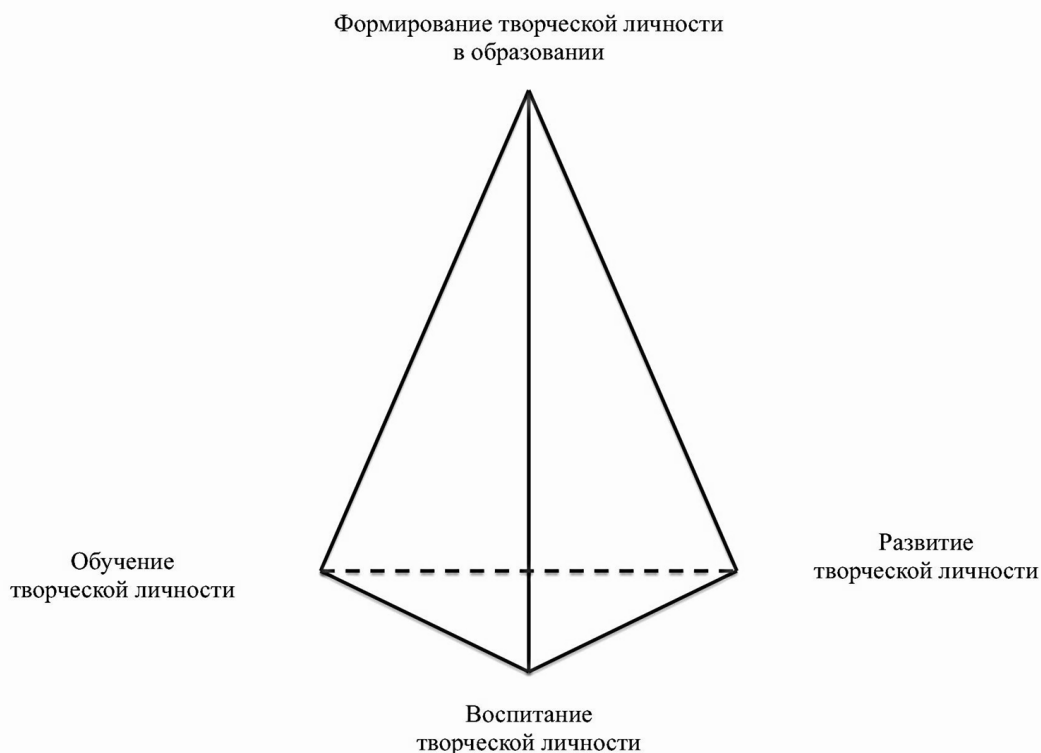 Формирование творческой личности
в образовании
Обучение
творческой личности
Развитие
творческой личности
Воспитание
творческой личности